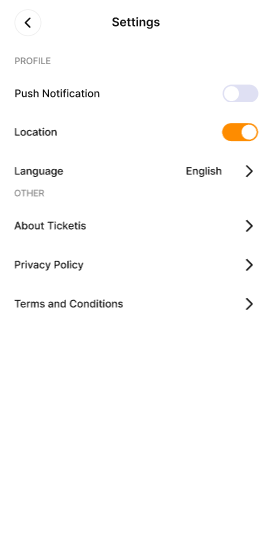 Settings
PROFILE
Push Notification
Location
Language English
OTHER
About Ticketis
Privacy Policy
Terms and Conditions